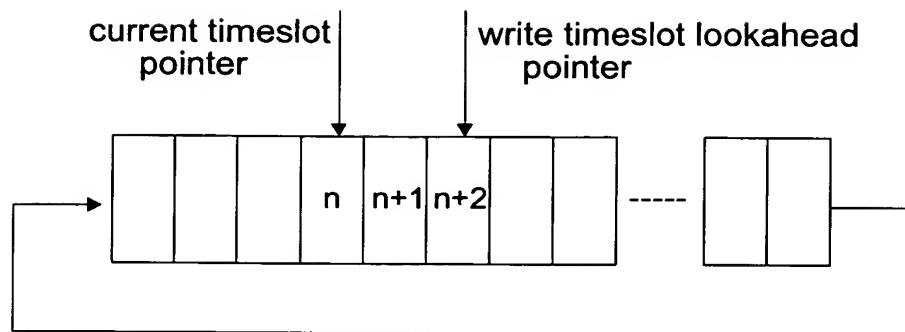 current timeslot
pointer
write timeslot lookahead
pointer
n n+1 n+2